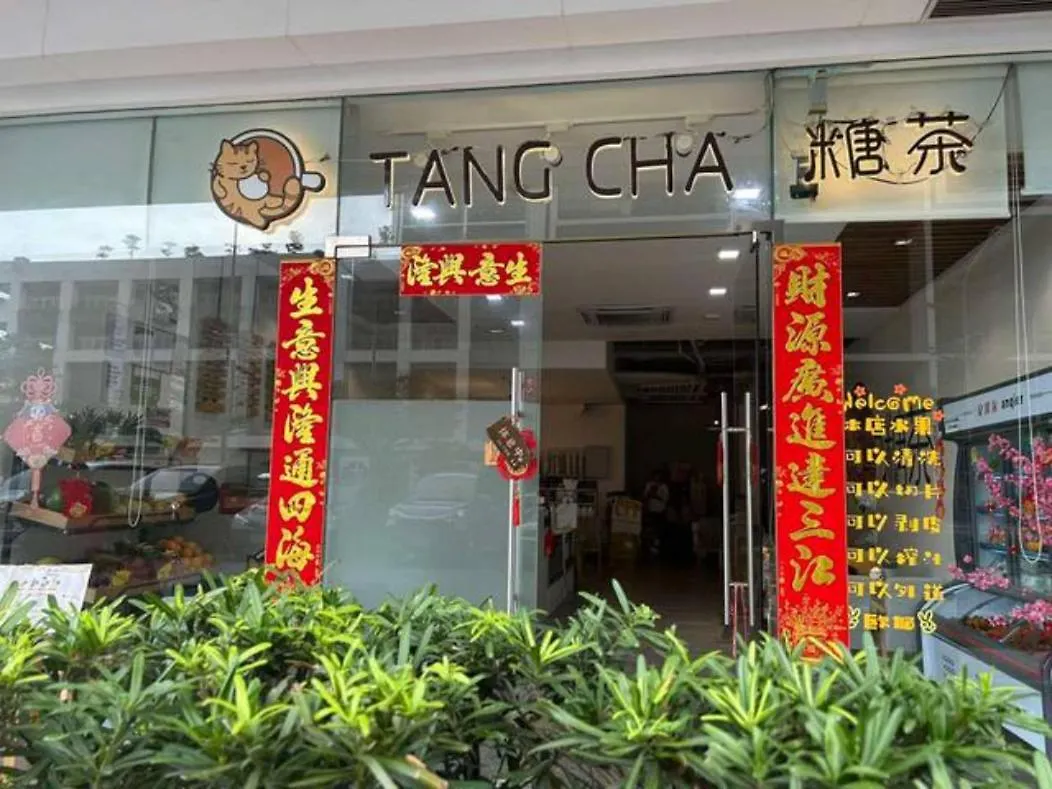 TANG CHA 糖茶
隆興意生
生意興隆通四海
財源廣進達三江
Welcome
本店水果
可以清洗
可以切片
可以剥皮
可以榨汁
可以外送